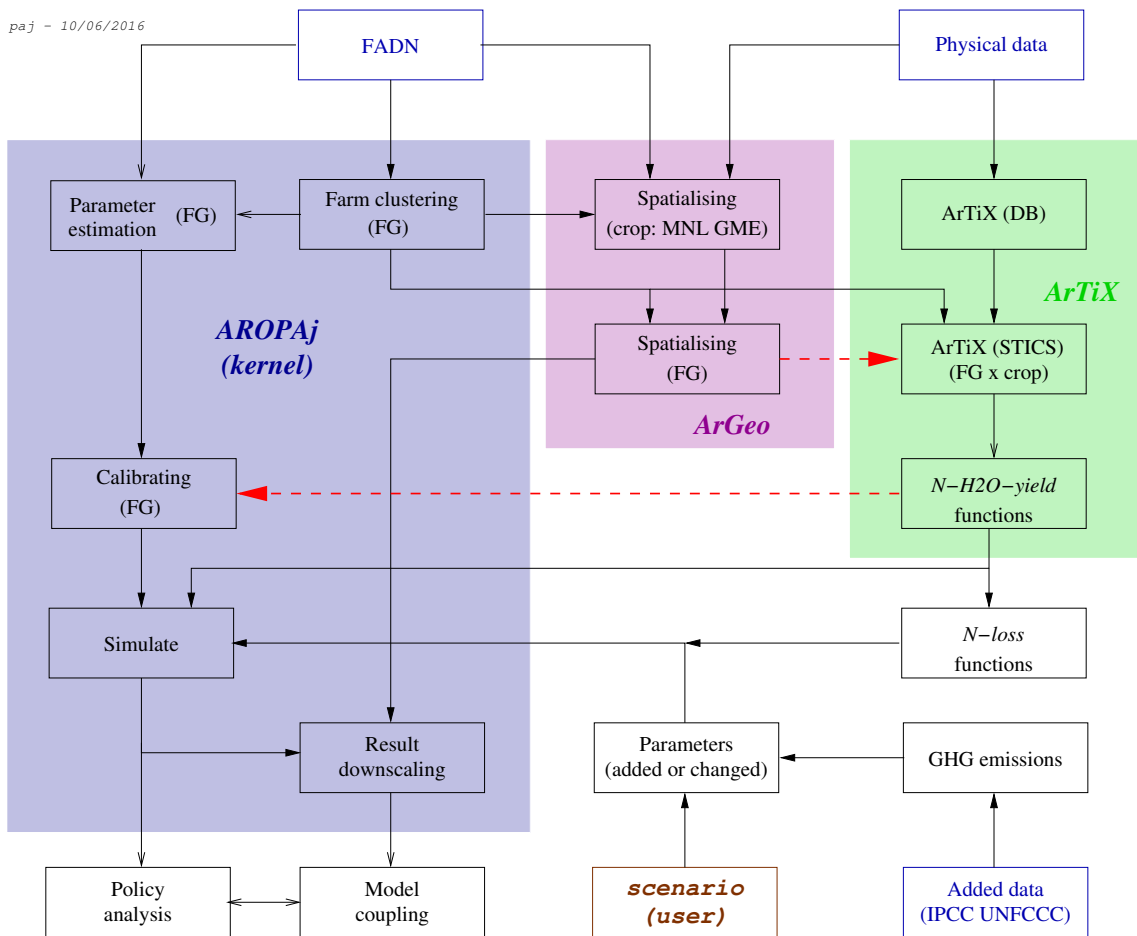 paj - 10/06/2016
FADN
Physical data
Parameter
estimation
(FG)
Farm clustering
(FG)
Spatialising
(crop: MNL GME)
ArTiX (DB)
ArTiX
AROPAj
(kernel)
Spatialising
(FG)
ArTiX (STICS)
(FG x crop)
ArGeo
Calibrating
(FG)
N−H2O−yield
functions
Simulate
N−loss
functions
Result
downscaling
Parameters
(added or changed)
GHG emissions
Policy
analysis
Model
coupling
scenario
(user)
Added data
(IPCC UNFCCC)